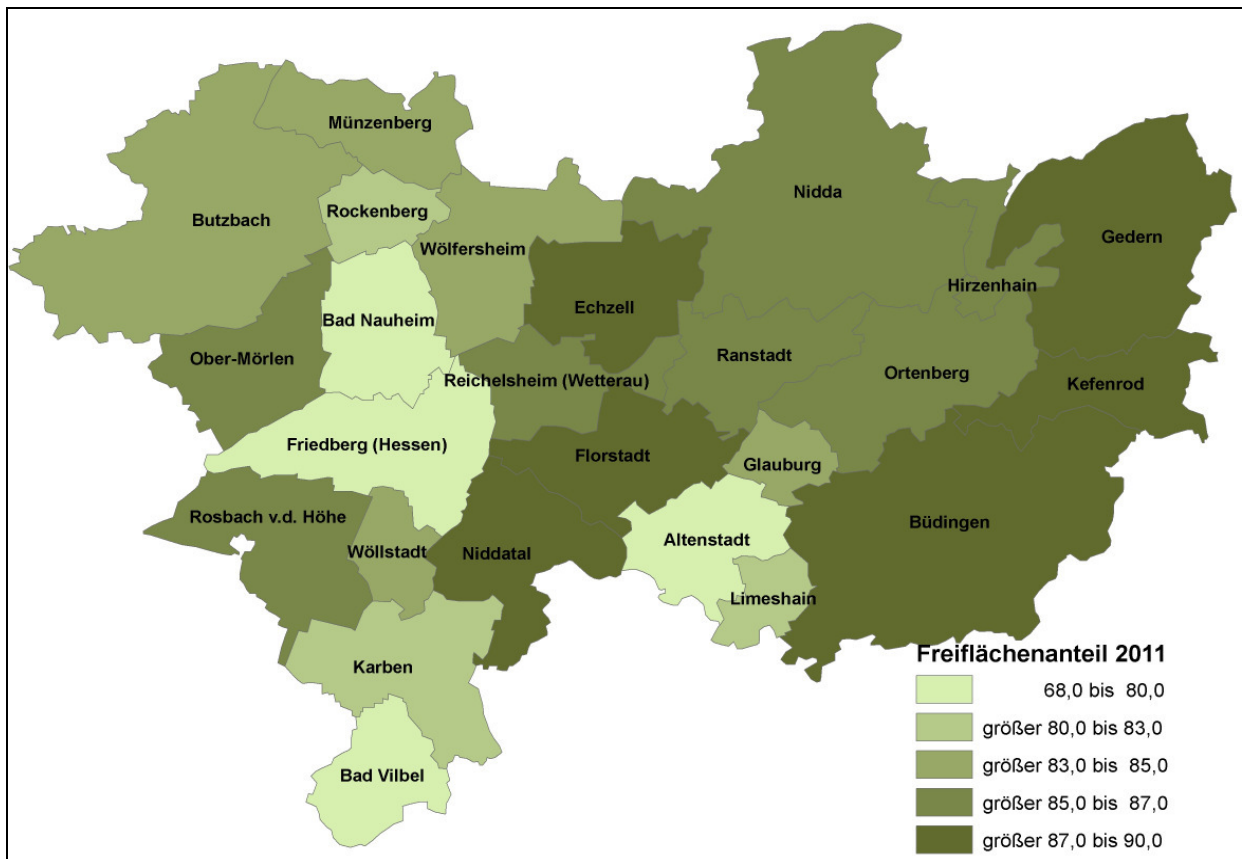 Münzenberg
Nidda
Rockenberg
Butzbach
Gedern
Wölfersheim
Hirzenhain
Echzell
Bad Nauheim
Ober-Mörlen
Ranstadt
Reichelsheim (Wetterau)
Ortenberg
Kefenrod
Friedberg (Hessen)
Florstadt
Glauburg
Rosbach v.d. Höhe
Büdingen
Altenstadt
Wöllstadt
Niddatal
Limeshain
Karben
Bad Vilbel
Freiflächenanteil 2011
68,0 bis 80,0
größer 80,0 bis 83,0
größer 83,0 bis 85,0
größer 85,0 bis 87,0
größer 87,0 bis 90,0